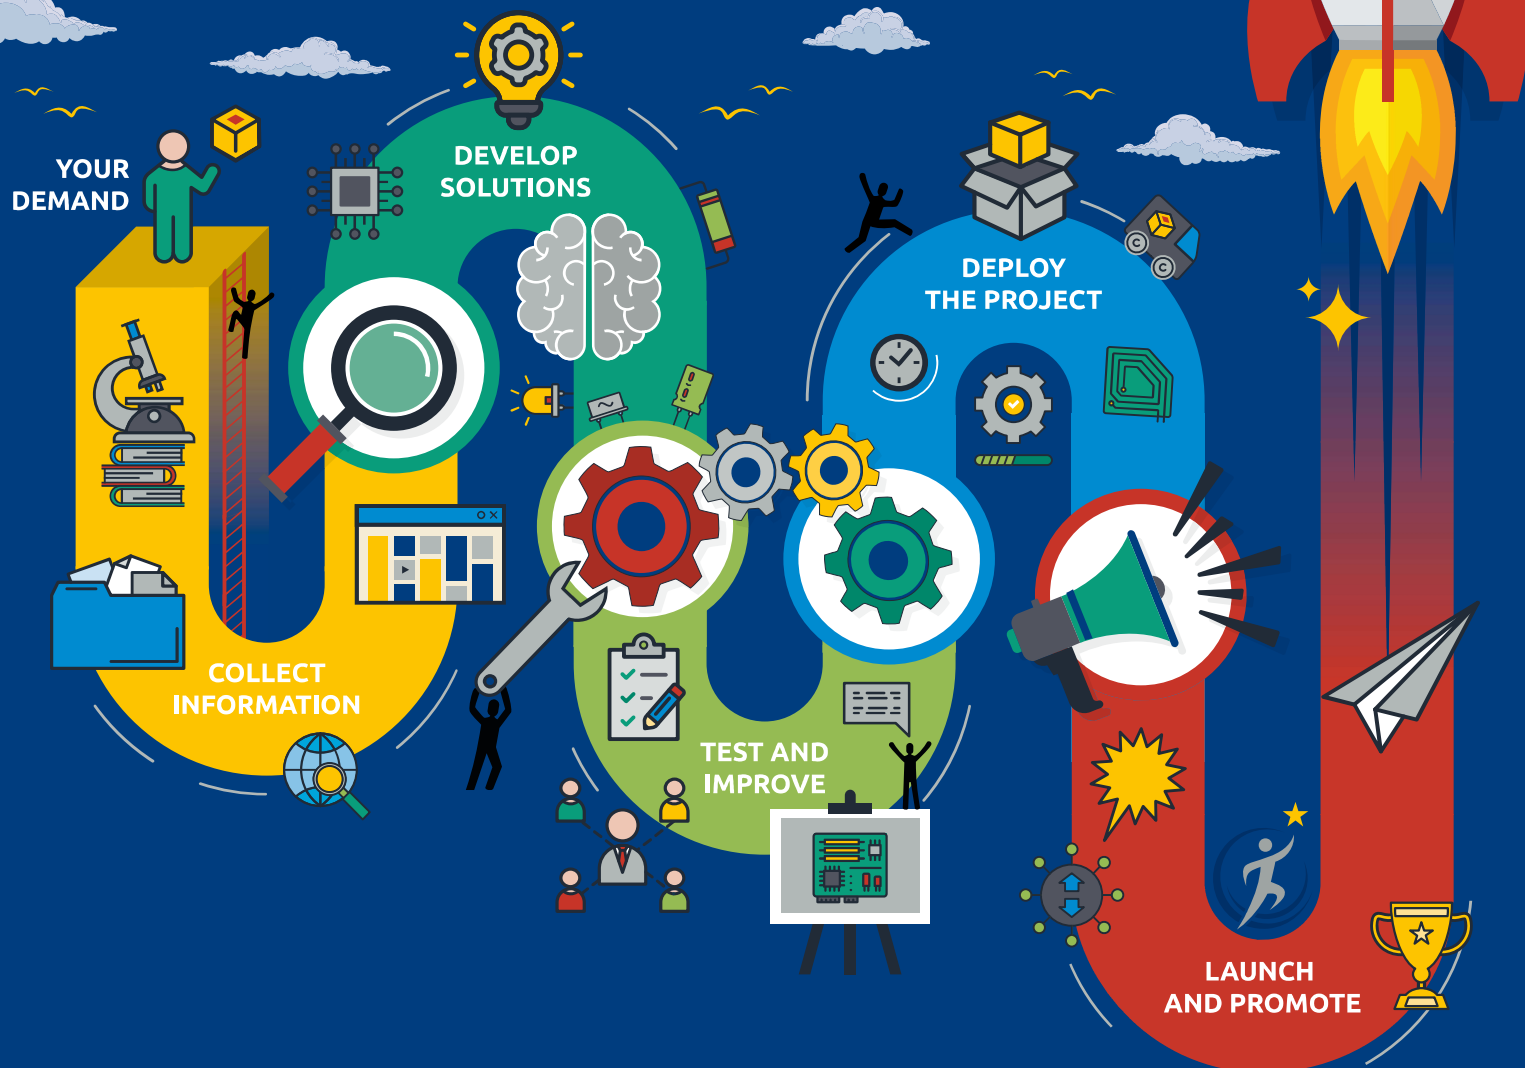 YOUR
DEMAND
COLLECT
INFORMATION
DEVELOP
SOLUTIONS
TEST AND
IMPROVE
DEPLOY
THE PROJECT
C
C
LAUNCH
AND PROMOTE